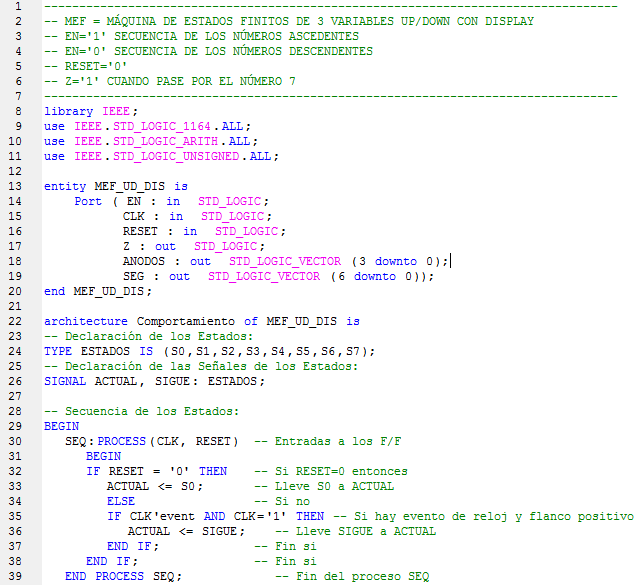 1 -----------------------------------------------------------------------------------
2 -- MEF = MÁQUINA DE ESTADOS FINITOS DE 3 VARIABLES UP/DOWN CON DISPLAY
3 -- EN='1' SECUENCIA DE LOS NÚMEROS ASCEDENTES
4 -- EN='0' SECUENCIA DE LOS NÚMEROS DESCENDENTES
5 -- RESET='0'
6 -- Z='1' CUANDO PASE POR EL NÚMERO 7
7 -----------------------------------------------------------------------------------
8 library IEEE;
9 use IEEE.STD_LOGIC_1164.ALL;
10 use IEEE.STD_LOGIC_ARITH.ALL;
11 use IEEE.STD_LOGIC_UNSIGNED.ALL;
12
13 entity MEF_UD_DIS is
14 Port ( EN : in STD_LOGIC;
15 CLK : in STD_LOGIC;
16 RESET : in STD_LOGIC;
17 Z : out STD_LOGIC;
18 ANODOS : out STD_LOGIC_VECTOR (3 downto 0);
19 SEG : out STD_LOGIC_VECTOR (6 downto 0));
20 end MEF_UD_DIS;
21
22 architecture Comportamiento of MEF_UD_DIS is
23 -- Declaración de los Estados:
24 TYPE ESTADOS IS (S0,S1,S2,S3,S4,S5,S6,S7);
25 -- Declaración de las Señales de los Estados:
26 SIGNAL ACTUAL, SIGUE: ESTADOS;
27
28 -- Secuencia de los Estados:
29 BEGIN
30 SEQ:PROCESS(CLK, RESET) -- Entradas a los F/F
31 BEGIN
32 IF RESET = '0' THEN -- Si RESET=0 entonces
33 ACTUAL <= S0; -- Lleve S0 a ACTUAL
34 ELSE -- Si no
35 IF CLK'event AND CLK='1' THEN -- Si hay evento de reloj y flanco positivo
36 ACTUAL <= SIGUE; -- Lleve SIGUE a ACTUAL
37 END IF; -- Fin si
38 END IF; -- Fin si
39 END PROCESS SEQ; -- Fin del proceso SEQ